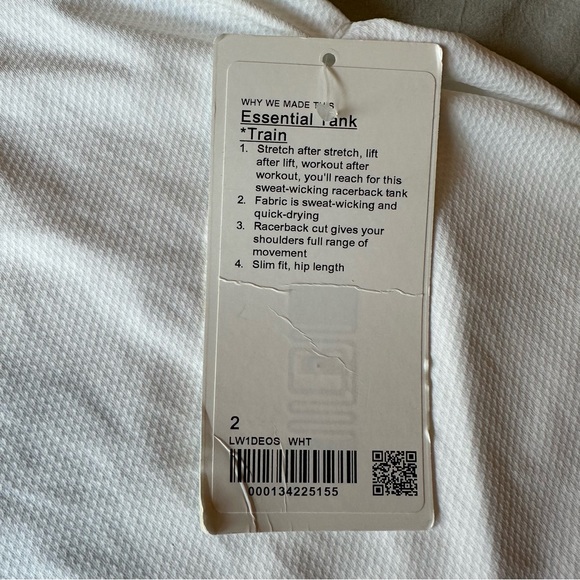 WHY WE MADE THIS
Essential Tank
*Train
1. Stretch after stretch, lift
after lift, workout after
workout, you'll reach for this
sweat-wicking racerback tank
2. Fabric is sweat-wicking and
quick-drying
3. Racerback cut gives your
shoulders full range of
movement
4. Slim fit, hip length
2
LW1DEOS WHT
000134225155